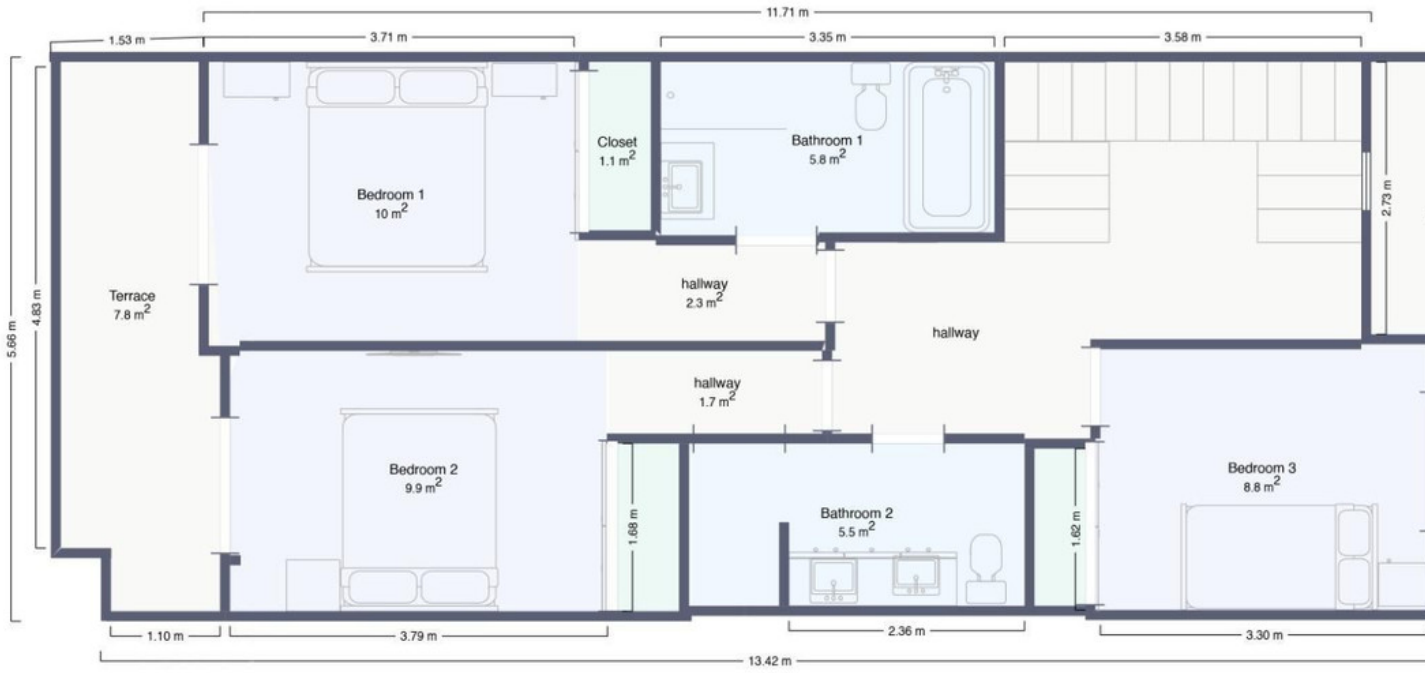 11.71 m
1.53 m
3.71 m
3.35 m
3.58 m
Closet
1.1 m²
Bathroom 1
5.8 m²
Bedroom 1
10 m²
2.73 m
Terrace
7.8 m²
hallway
2.3 m²
4.83 m
5.66 m
hallway
hallway
1.7 m²
Bedroom 2
9.9 m²
Bedroom 3
8.8 m²
Bathroom 2
5.5 m²
1.68 m
1.62 m
1.10 m
3.79 m
2.36 m
3.30 m
13.42 m